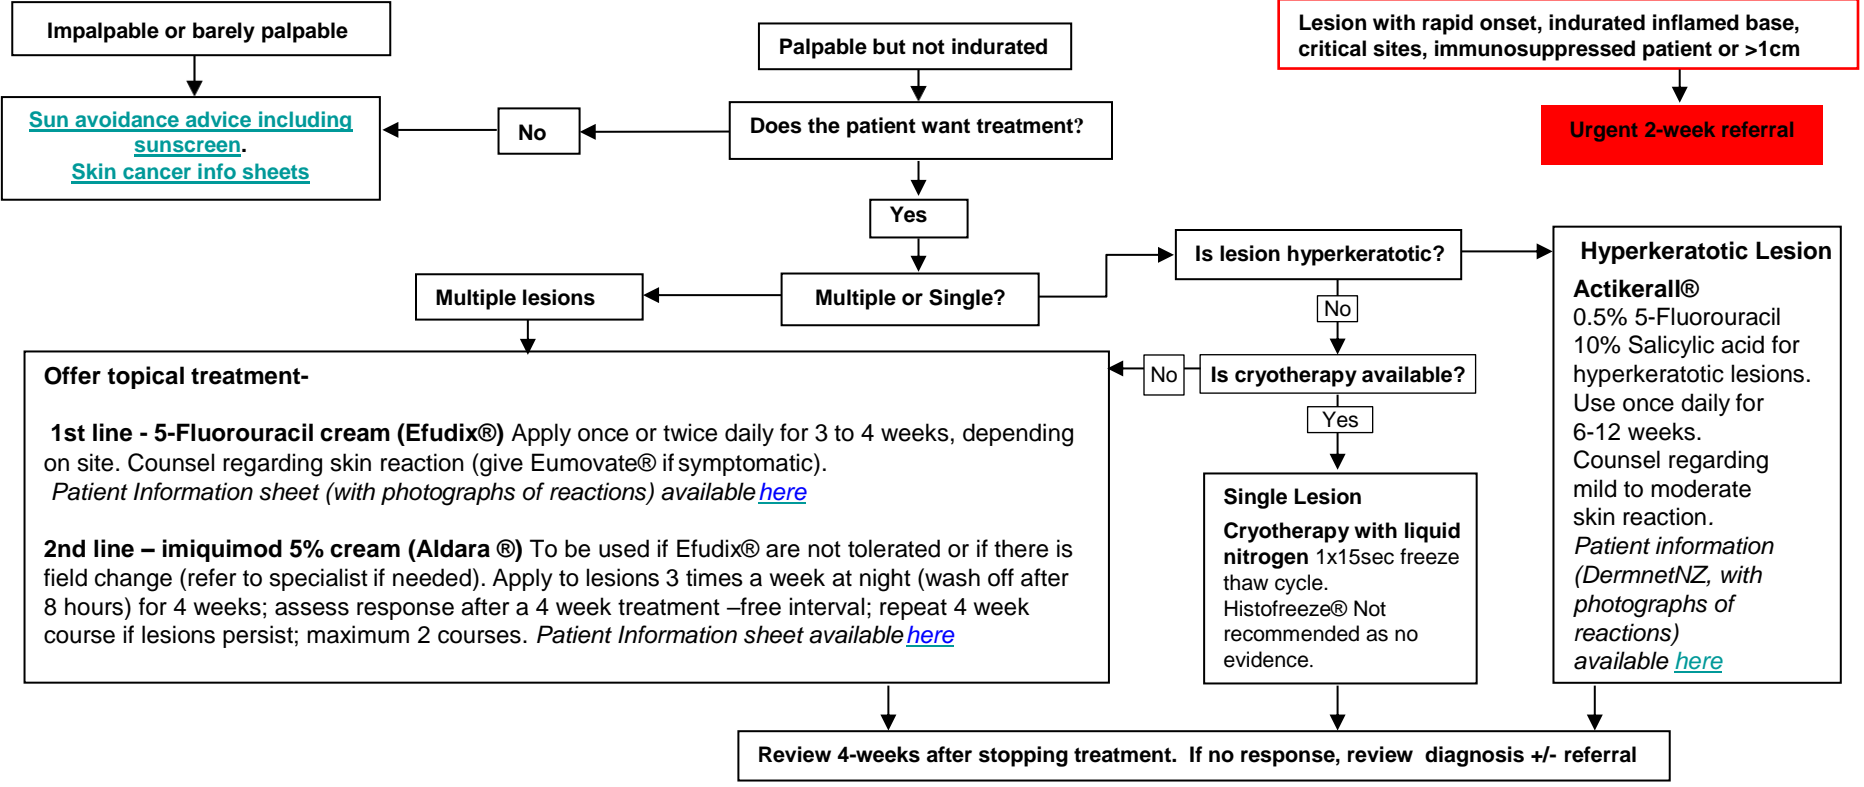 Impalpable or barely palpable
Palpable but not indurated
Lesion with rapid onset, indurated inflamed base,
critical sites, immunosuppressed patient or >1cm
Sun avoidance advice including
sunscreen.
Skin cancer info sheets
No
Does the patient want treatment?
Urgent 2-week referral
Yes
Multiple lesions
Multiple or Single?
Is lesion hyperkeratotic?
No
Is cryotherapy available?
No
Yes
Offer topical treatment-
1st line - 5-Fluorouracil cream (Efudix®) Apply once or twice daily for 3 to 4 weeks, depending
on site. Counsel regarding skin reaction (give Eumovate® if symptomatic).
Patient Information sheet (with photographs of reactions) available here
2nd line – imiquimod 5% cream (Aldara ®) To be used if Efudix® are not tolerated or if there is
field change (refer to specialist if needed). Apply to lesions 3 times a week at night (wash off after
8 hours) for 4 weeks; assess response after a 4 week treatment –free interval; repeat 4 week
course if lesions persist; maximum 2 courses. Patient Information sheet available here
Single Lesion
Cryotherapy with liquid
nitrogen 1x15sec freeze
thaw cycle.
Histofreeze® Not
recommended as no
evidence.
Hyperkeratotic Lesion
Actikerall®
0.5% 5-Fluorouracil
10% Salicylic acid for
hyperkeratotic lesions.
Use once daily for
6-12 weeks.
Counsel regarding
mild to moderate
skin reaction.
Patient information
(DermnetNZ, with
photographs of
reactions)
available here
Review 4-weeks after stopping treatment. If no response, review diagnosis +/- referral